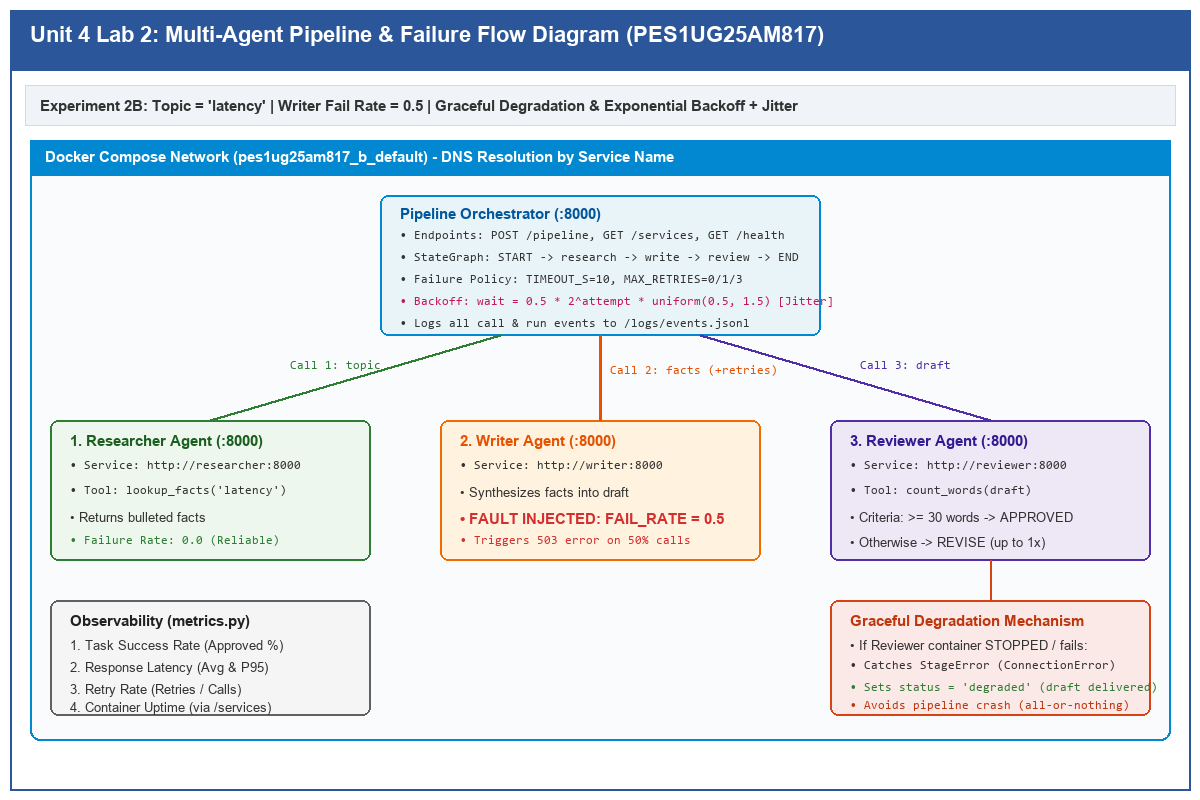 Unit 4 Lab 2: Multi-Agent Pipeline & Failure Flow Diagram (PES1UG25AM817)
Experiment 2B: Topic = 'latency' | Writer Fail Rate = 0.5 | Graceful Degradation & Exponential Backoff + Jitter
Docker Compose Network (pes1ug25am817_b_default) - DNS Resolution by Service Name
Pipeline Orchestrator (:8000)
• Endpoints: POST /pipeline, GET /services, GET /health
• StateGraph: START -> research -> write -> review -> END
• Failure Policy: TIMEOUT_S=10, MAX_RETRIES=0/1/3
• Backoff: wait = 0.5 * 2^attempt * uniform(0.5, 1.5) [Jitter]
• Logs all call & run events to /logs/events.jsonl
Call 1: topic
Call 2: facts (+retries)
Call 3: draft
1. Researcher Agent (:8000)
• Service: http://researcher:8000
• Tool: lookup_facts('latency')
• Returns bulleted facts
• Failure Rate: 0.0 (Reliable)
2. Writer Agent (:8000)
• Service: http://writer:8000
• Synthesizes facts into draft
• FAULT INJECTED: FAIL_RATE = 0.5
• Triggers 503 error on 50% calls
3. Reviewer Agent (:8000)
• Service: http://reviewer:8000
• Tool: count_words(draft)
• Criteria: >= 30 words -> APPROVED
• Otherwise -> REVISE (up to 1x)
Observability (metrics.py)
1. Task Success Rate (Approved %)
2. Response Latency (Avg & P95)
3. Retry Rate (Retries / Calls)
4. Container Uptime (via /services)
Graceful Degradation Mechanism
• If Reviewer container STOPPED / fails:
• Catches StageError (ConnectionError)
• Sets status = 'degraded' (draft delivered)
• Avoids pipeline crash (all-or-nothing)